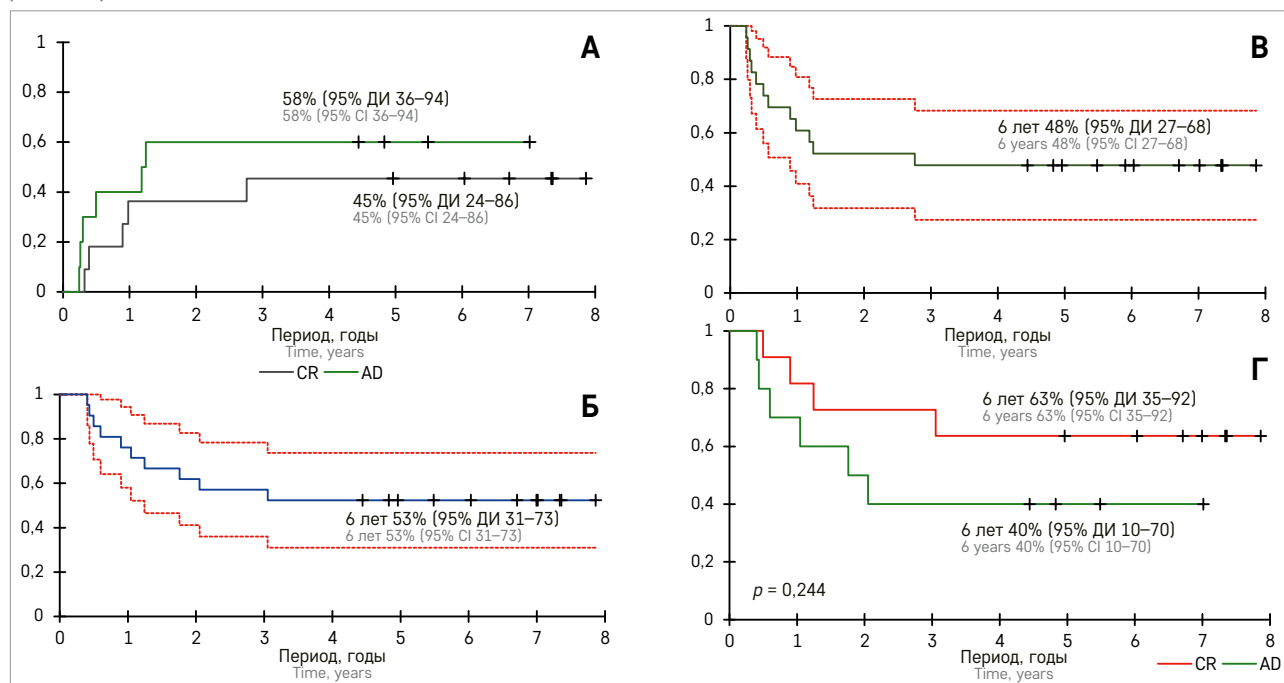 А
1
0,8
0,6
0,4
0,2
0
58% (95% ДИ 36–94)
58% (95% CI 36–94)
45% (95% ДИ 24–86)
45% (95% CI 24–86)
0 1 2 3 4 5 6 7 8
Период, годы
Time, years
CR AD
В
1
0,8
0,6
0,4
0,2
0
6 лет 48% (95% ДИ 27–68)
6 years 48% (95% CI 27–68)
0 1 2 3 4 5 6 7 8
Период, годы
Time, years
Б
1
0,8
0,6
0,4
0,2
0
6 лет 53% (95% ДИ 31–73)
6 лет 53% (95% CI 31–73)
0 1 2 3 4 5 6 7 8
Период, годы
Time, years
Г
1
0,8
0,6
0,4
0,2
0
6 лет 63% (95% ДИ 35–92)
6 years 63% (95% CI 35–92)
6 лет 40% (95% ДИ 10–70)
6 years 40% (95% CI 10–70)
p = 0,244
0 1 2 3 4 5 6 7 8
Период, годы
Time, years
CR AD